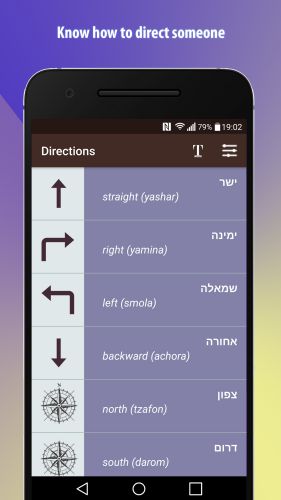 Know how to direct someone
79% 19:02
Directions T
ישר
straight (yashar)
ימינה
right (yamina)
שמאלה
left (smola)
אחורה
backward (achora)
N
צפון
north (tzafon)
דרום
south (darom)